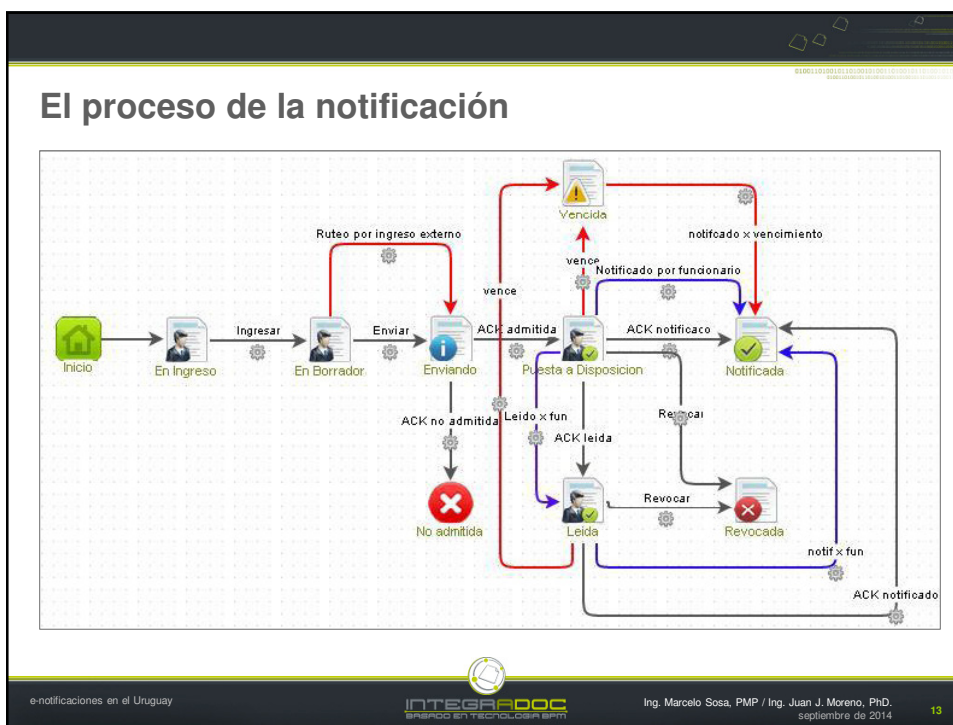 El proceso de la notificación
Vencida
notifcado x vencimiento
Ruteo por ingreso externo
vence
Notificado por funcionario
vence
Inicio
En Ingreso
Ingresar
En Borrador
Enviar
Enviando
ACK admitida
Puesta a Disposicion
ACK notificaco
Notificada
ACK no admitida
Leido x fun
ACK leida
Revocar
No admitida
Leida
Revocar
Revocada
notif x fun
ACK notificado
e-notificaciones en el Uruguay
INTEGRADOC
BASADO EN TECNOLOGIA BPM
Ing. Marcelo Sosa, PMP / Ing. Juan J. Moreno, PhD.
septiembre de 2014
13